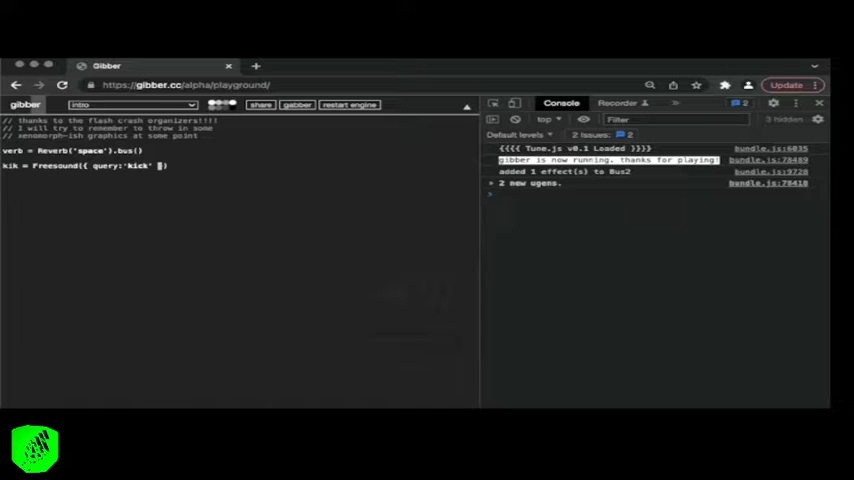 Gibber
https://gibber.cc/alpha/playground/
Update
gibber
intro
share
gabber
restart engine
Console
Recorder
2
top
Filter
3 hidden
Default levels
2 Issues:
2
// thanks to the flash crash organizers!!!!
// I will try to remember to throw in some
// xenomorph-ish graphics at some point
verb = Reverb('space').bus()
kik = Freesound({ query:'kick' })
{{{{ Tune.js v0.1 Loaded }}}} bundle.js:6035
gibber is now running. thanks for playing! bundle.js:78489
added 1 effect(s) to Bus2 bundle.js:9720
2 new ugens. bundle.js:78418